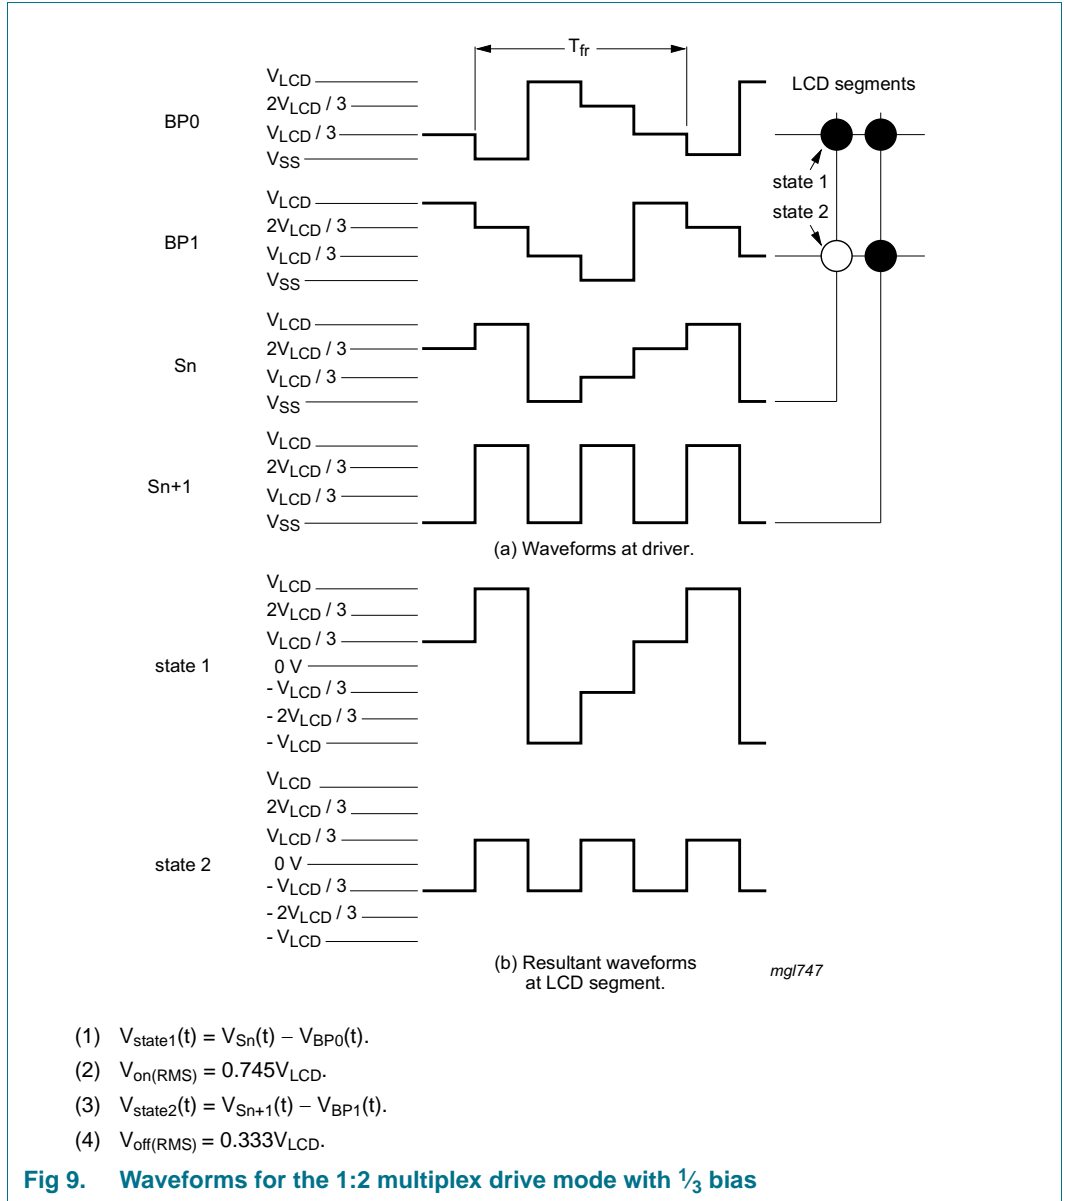 T_fr
BP0
V_LCD
2V_LCD / 3
V_LCD / 3
V_SS
LCD segments
state 1
state 2
BP1
V_LCD
2V_LCD / 3
V_LCD / 3
V_SS
Sn
V_LCD
2V_LCD / 3
V_LCD / 3
V_SS
Sn+1
V_LCD
2V_LCD / 3
V_LCD / 3
V_SS
(a) Waveforms at driver.
state 1
V_LCD
2V_LCD / 3
V_LCD / 3
0 V
- V_LCD / 3
- 2V_LCD / 3
- V_LCD
state 2
V_LCD
2V_LCD / 3
V_LCD / 3
0 V
- V_LCD / 3
- 2V_LCD / 3
- V_LCD
(b) Resultant waveforms
at LCD segment.
mgl747
(1) V_state1(t) = V_Sn(t) − V_BP0(t).
(2) V_on(RMS) = 0.745V_LCD.
(3) V_state2(t) = V_Sn+1(t) − V_BP1(t).
(4) V_off(RMS) = 0.333V_LCD.
Fig 9. Waveforms for the 1:2 multiplex drive mode with 1⁄3 bias